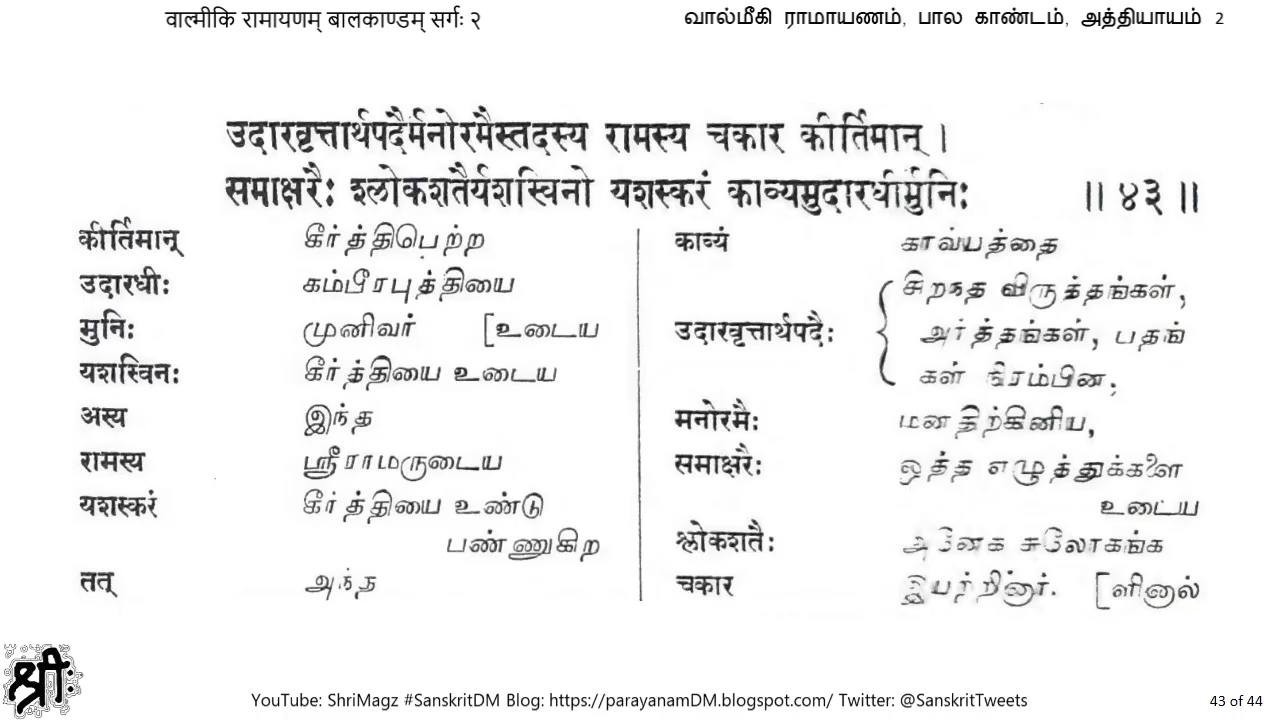 वाल्मीकि रामायणम् बालकाण्डम् सर्गः २
வால்மீகி ராமாயணம், பால காண்டம், அத்தியாயம் 2
उदारवृत्तार्थपदैर्मनोरमैस्तदस्य रामस्य चकार कीर्तिमान् ।
समाक्षरैः श्लोकशतैर्यशस्विनो यशस्करं काव्यमुदारधीर्मुनिः ॥ ४३ ॥
कीर्तिमान् கீர்த்திபெற்ற
उदारधीः கம்பீரபுத்தியை
मुनिः முனிவர் [உடைய
यशस्विनः கீர்த்தியை உடைய
अस्य இந்த
रामस्य ஸ்ரீராமருடைய
यशस्करं கீர்த்தியை உண்டு
பண்ணுகிற
तत् அந்த
काव्यं காவ்யத்தை
சிறந்த விருத்தங்கள்,
उदारवृत्तार्थपदैः அர்த்தங்கள், பதங்
கள் நிரம்பின,
मनोरमैः மனதிற்கினிய,
समाक्षरैः ஒத்த எழுத்துக்களை
உடைய
श्लोकशतैः அனேக சுலோகங்க
चकार இயற்றினார். [ளினால்
श्रीः
YouTube: ShriMagz #SanskritDM Blog: https://parayanamDM.blogspot.com/ Twitter: @SanskritTweets
43 of 44